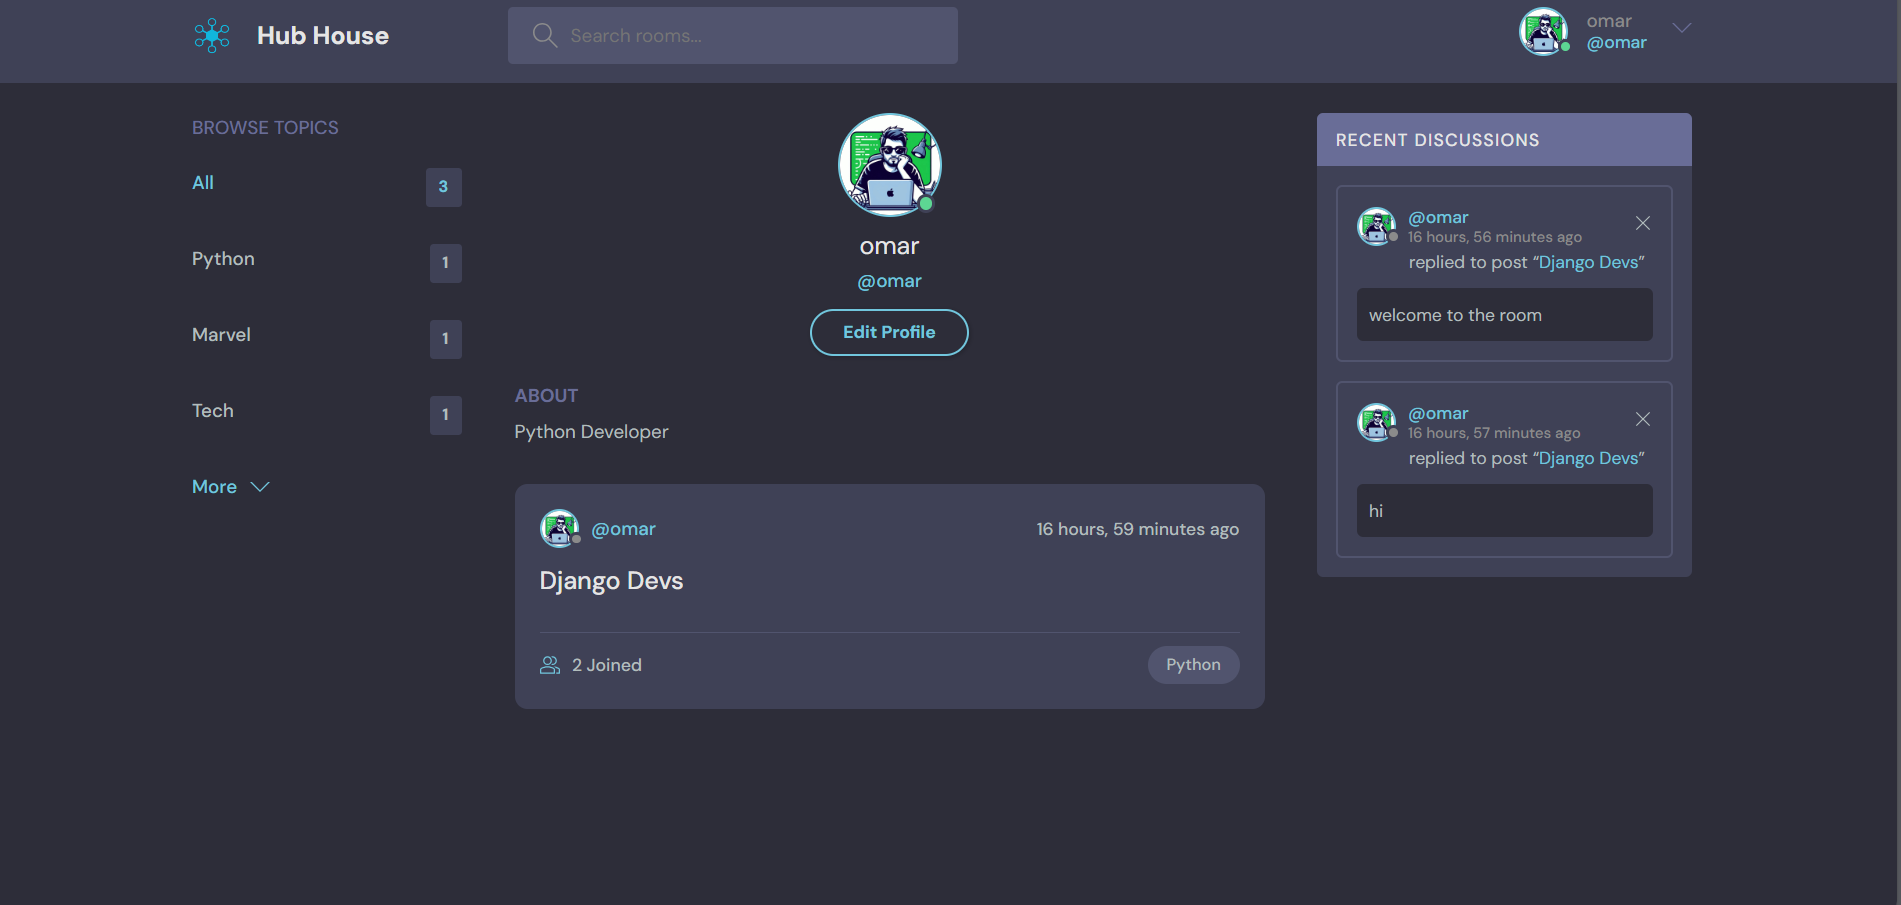 Hub House
Search rooms...
omar
@omar
BROWSE TOPICS
All
3
Python
1
Marvel
1
Tech
1
More
omar
@omar
Edit Profile
ABOUT
Python Developer
@omar
16 hours, 59 minutes ago
Django Devs
2 Joined
Python
RECENT DISCUSSIONS
@omar
16 hours, 56 minutes ago
replied to post “Django Devs”
welcome to the room
@omar
16 hours, 57 minutes ago
replied to post “Django Devs”
hi